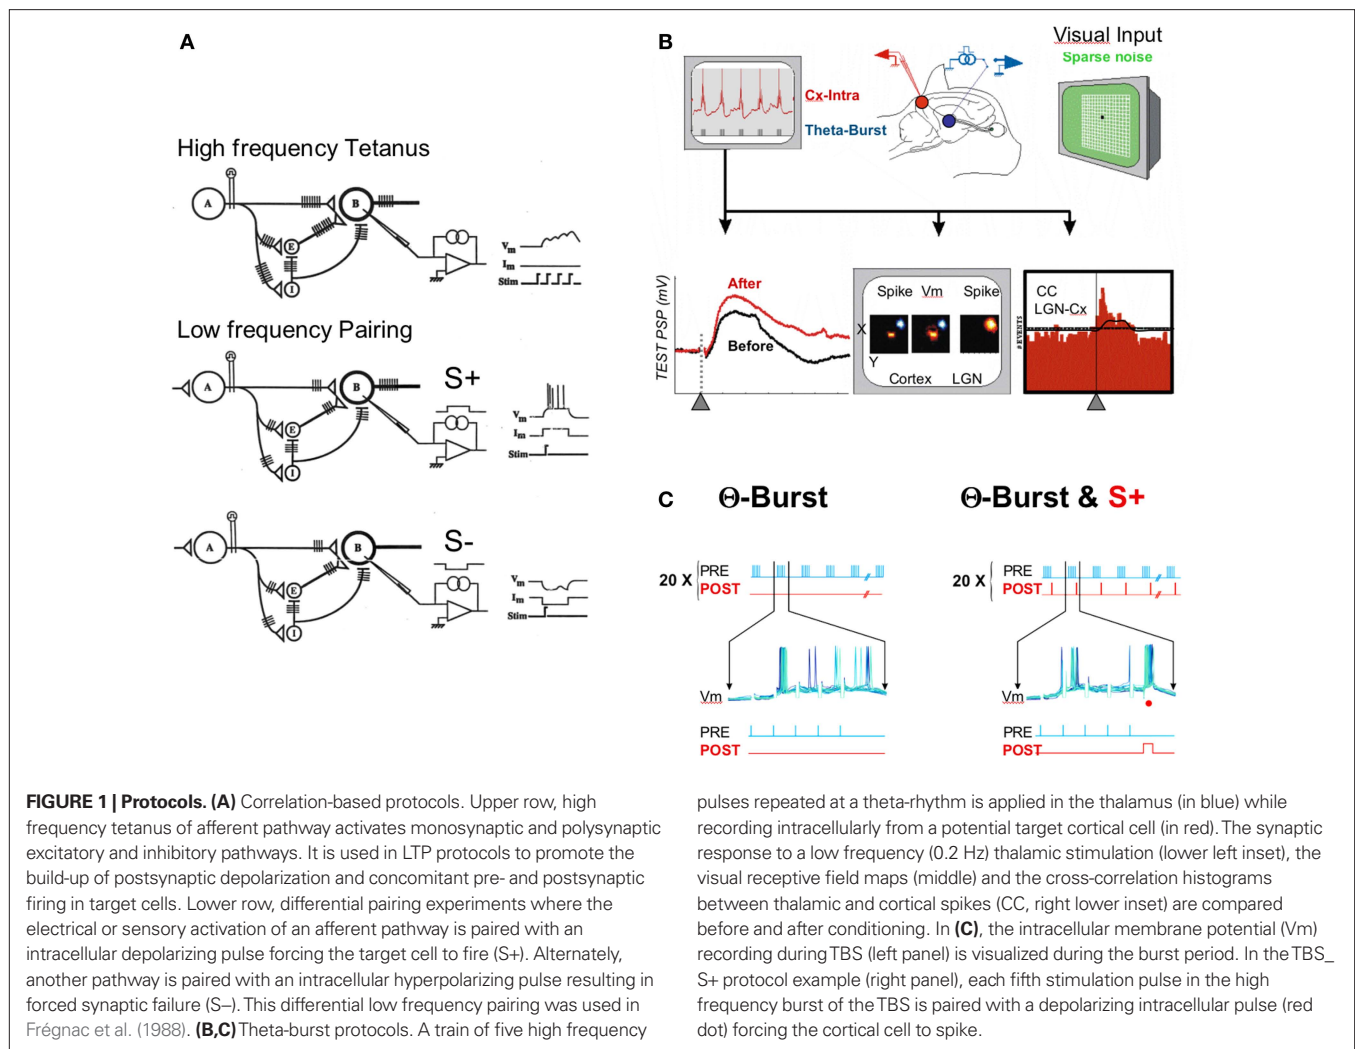 A
High frequency Tetanus
A
B
E
I
Vm
Im
Stim
Low frequency Pairing
S+
A
B
E
I
Vm
Im
Stim
S-
A
B
E
I
Vm
Im
Stim
B
Visual Input
Sparse noise
Cx-Intra
Theta-Burst
TEST PSP (mV)
After
Before
Spike Vm Spike
X
Y
Cortex LGN
CC
LGN-Cx
# EVENTS
C
Θ-Burst
Θ-Burst & S+
20 X
PRE
POST
20 X
PRE
POST
Vm
PRE
POST
Vm
PRE
POST
FIGURE 1 | Protocols. (A) Correlation-based protocols. Upper row, high
frequency tetanus of afferent pathway activates monosynaptic and polysynaptic
excitatory and inhibitory pathways. It is used in LTP protocols to promote the
build-up of postsynaptic depolarization and concomitant pre- and postsynaptic
firing in target cells. Lower row, differential pairing experiments where the
electrical or sensory activation of an afferent pathway is paired with an
intracellular depolarizing pulse forcing the target cell to fire (S+). Alternately,
another pathway is paired with an intracellular hyperpolarizing pulse resulting in
forced synaptic failure (S–). This differential low frequency pairing was used in
Frégnac et al. (1988). (B,C) Theta-burst protocols. A train of five high frequency
pulses repeated at a theta-rhythm is applied in the thalamus (in blue) while
recording intracellularly from a potential target cortical cell (in red). The synaptic
response to a low frequency (0.2 Hz) thalamic stimulation (lower left inset), the
visual receptive field maps (middle) and the cross-correlation histograms
between thalamic and cortical spikes (CC, right lower inset) are compared
before and after conditioning. In (C), the intracellular membrane potential (Vm)
recording during TBS (left panel) is visualized during the burst period. In the TBS_
S+ protocol example (right panel), each fifth stimulation pulse in the high
frequency burst of the TBS is paired with a depolarizing intracellular pulse (red
dot) forcing the cortical cell to spike.